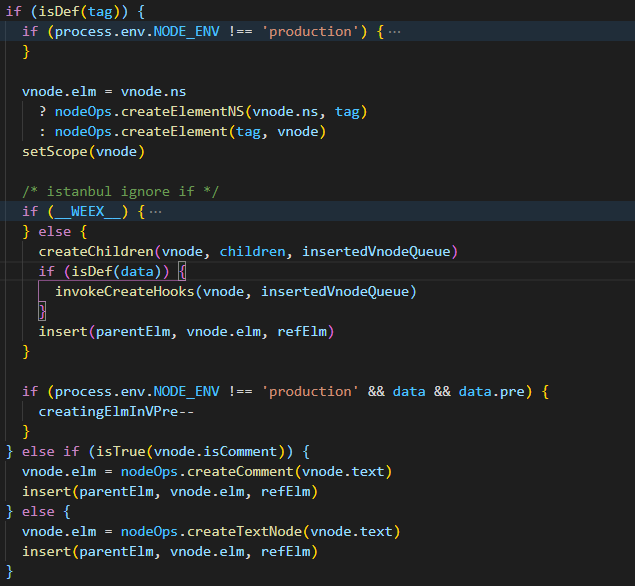 if (isDef(tag)) {
  if (process.env.NODE_ENV !== 'production') { ···
  }

  vnode.elm = vnode.ns
    ? nodeOps.createElementNS(vnode.ns, tag)
    : nodeOps.createElement(tag, vnode)
  setScope(vnode)

  /* istanbul ignore if */
  if (__WEEX__) { ···
  } else {
    createChildren(vnode, children, insertedVnodeQueue)
    if (isDef(data)) {
      invokeCreateHooks(vnode, insertedVnodeQueue)
    }
    insert(parentElm, vnode.elm, refElm)
  }

  if (process.env.NODE_ENV !== 'production' && data && data.pre) {
    creatingElmInVPre--
  }
} else if (isTrue(vnode.isComment)) {
  vnode.elm = nodeOps.createComment(vnode.text)
  insert(parentElm, vnode.elm, refElm)
} else {
  vnode.elm = nodeOps.createTextNode(vnode.text)
  insert(parentElm, vnode.elm, refElm)
}